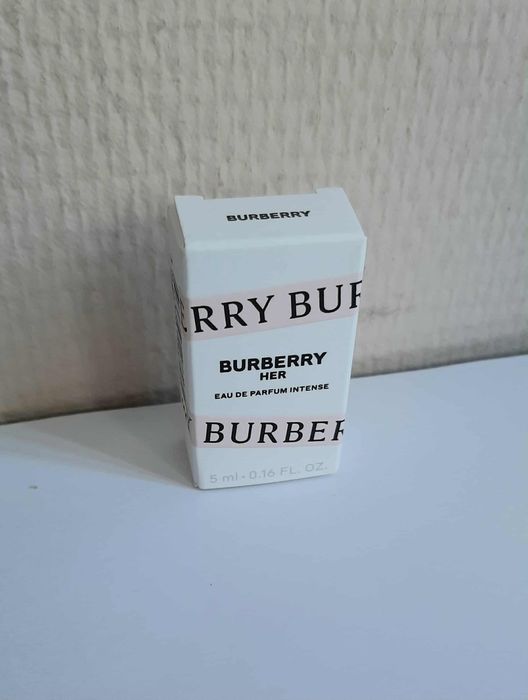 BURBERRY
RRY BUR
BURBERRY
HER
EAU DE PARFUM INTENSE
BURBER
5 ml - 0.16 FL. OZ.